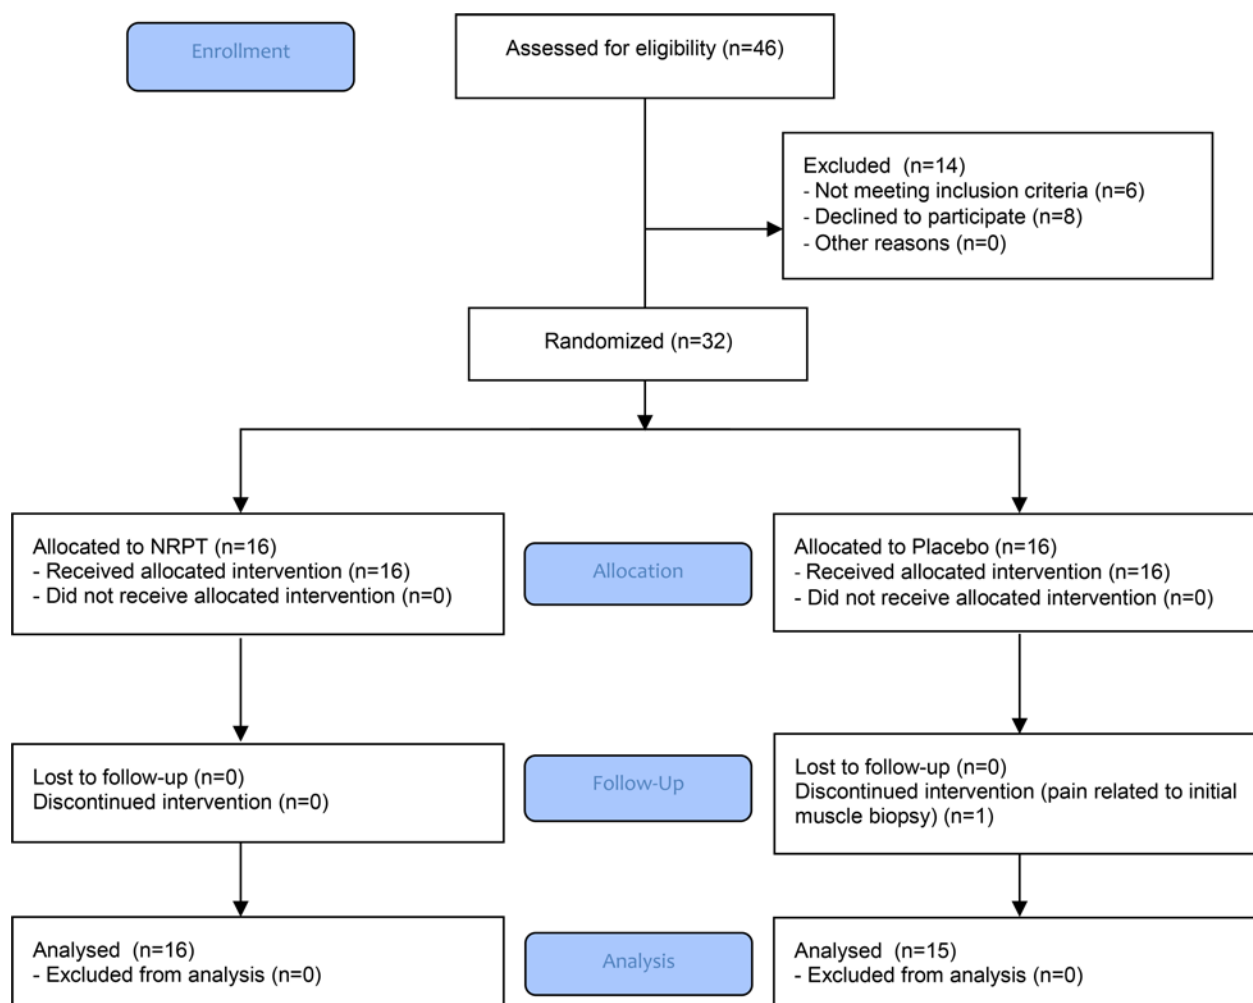 Enrollment
Assessed for eligibility (n=46)
Excluded (n=14)
- Not meeting inclusion criteria (n=6)
- Declined to participate (n=8)
- Other reasons (n=0)
Randomized (n=32)
Allocated to NRPT (n=16)
- Received allocated intervention (n=16)
- Did not receive allocated intervention (n=0)
Allocation
Allocated to Placebo (n=16)
- Received allocated intervention (n=16)
- Did not receive allocated intervention (n=0)
Lost to follow-up (n=0)
Discontinued intervention (n=0)
Follow-Up
Lost to follow-up (n=0)
Discontinued intervention (pain related to initial
muscle biopsy) (n=1)
Analysed (n=16)
- Excluded from analysis (n=0)
Analysis
Analysed (n=15)
- Excluded from analysis (n=0)